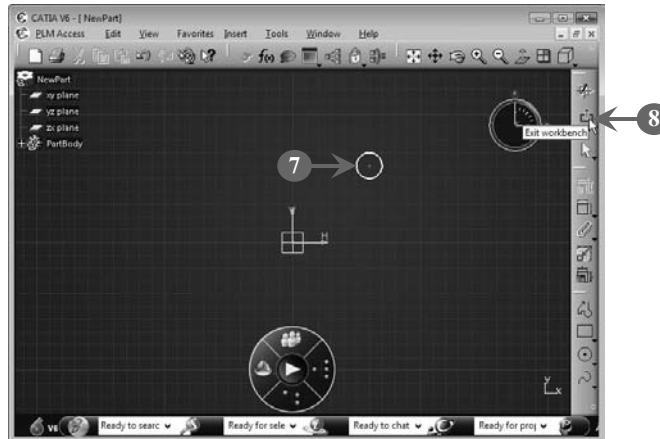 CATIA V6 - [ NewPart]
PLM Access Edit View Favorites Insert Tools Window Help
f(x)
NewPart
xy plane
yz plane
zx plane
PartBody
Exit workbench
8
7
V
H
y
x
V6
Ready to searc
Ready for sele
Ready to chat
Ready for proj